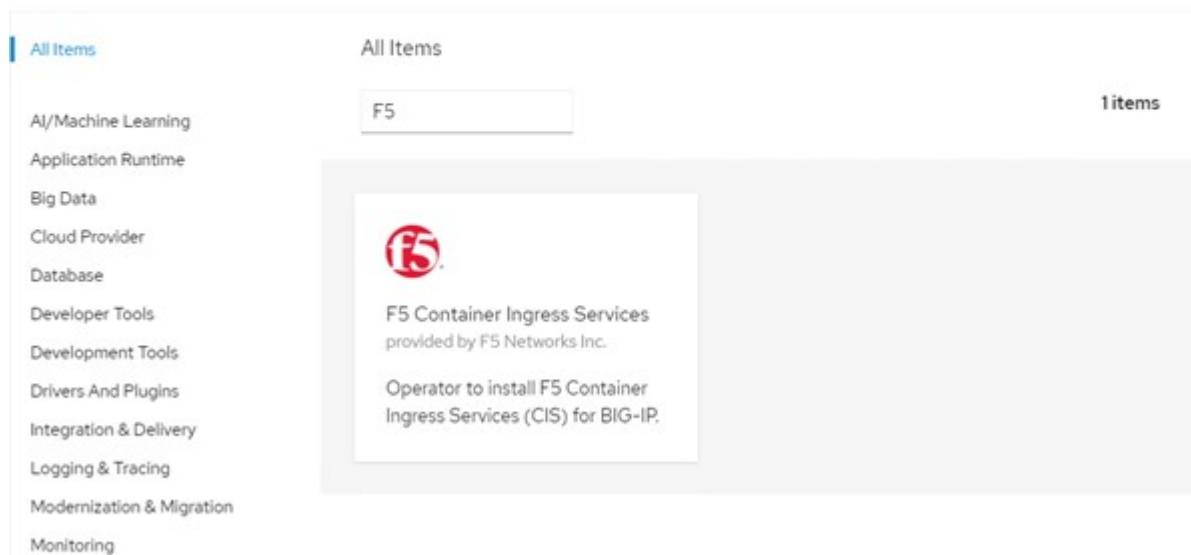 All Items
AI/Machine Learning
Application Runtime
Big Data
Cloud Provider
Database
Developer Tools
Development Tools
Drivers And Plugins
Integration & Delivery
Logging & Tracing
Modernization & Migration
Monitoring
All Items
F5
1 items
f5
F5 Container Ingress Services
provided by F5 Networks Inc.
Operator to install F5 Container
Ingress Services (CIS) for BIG-IP.